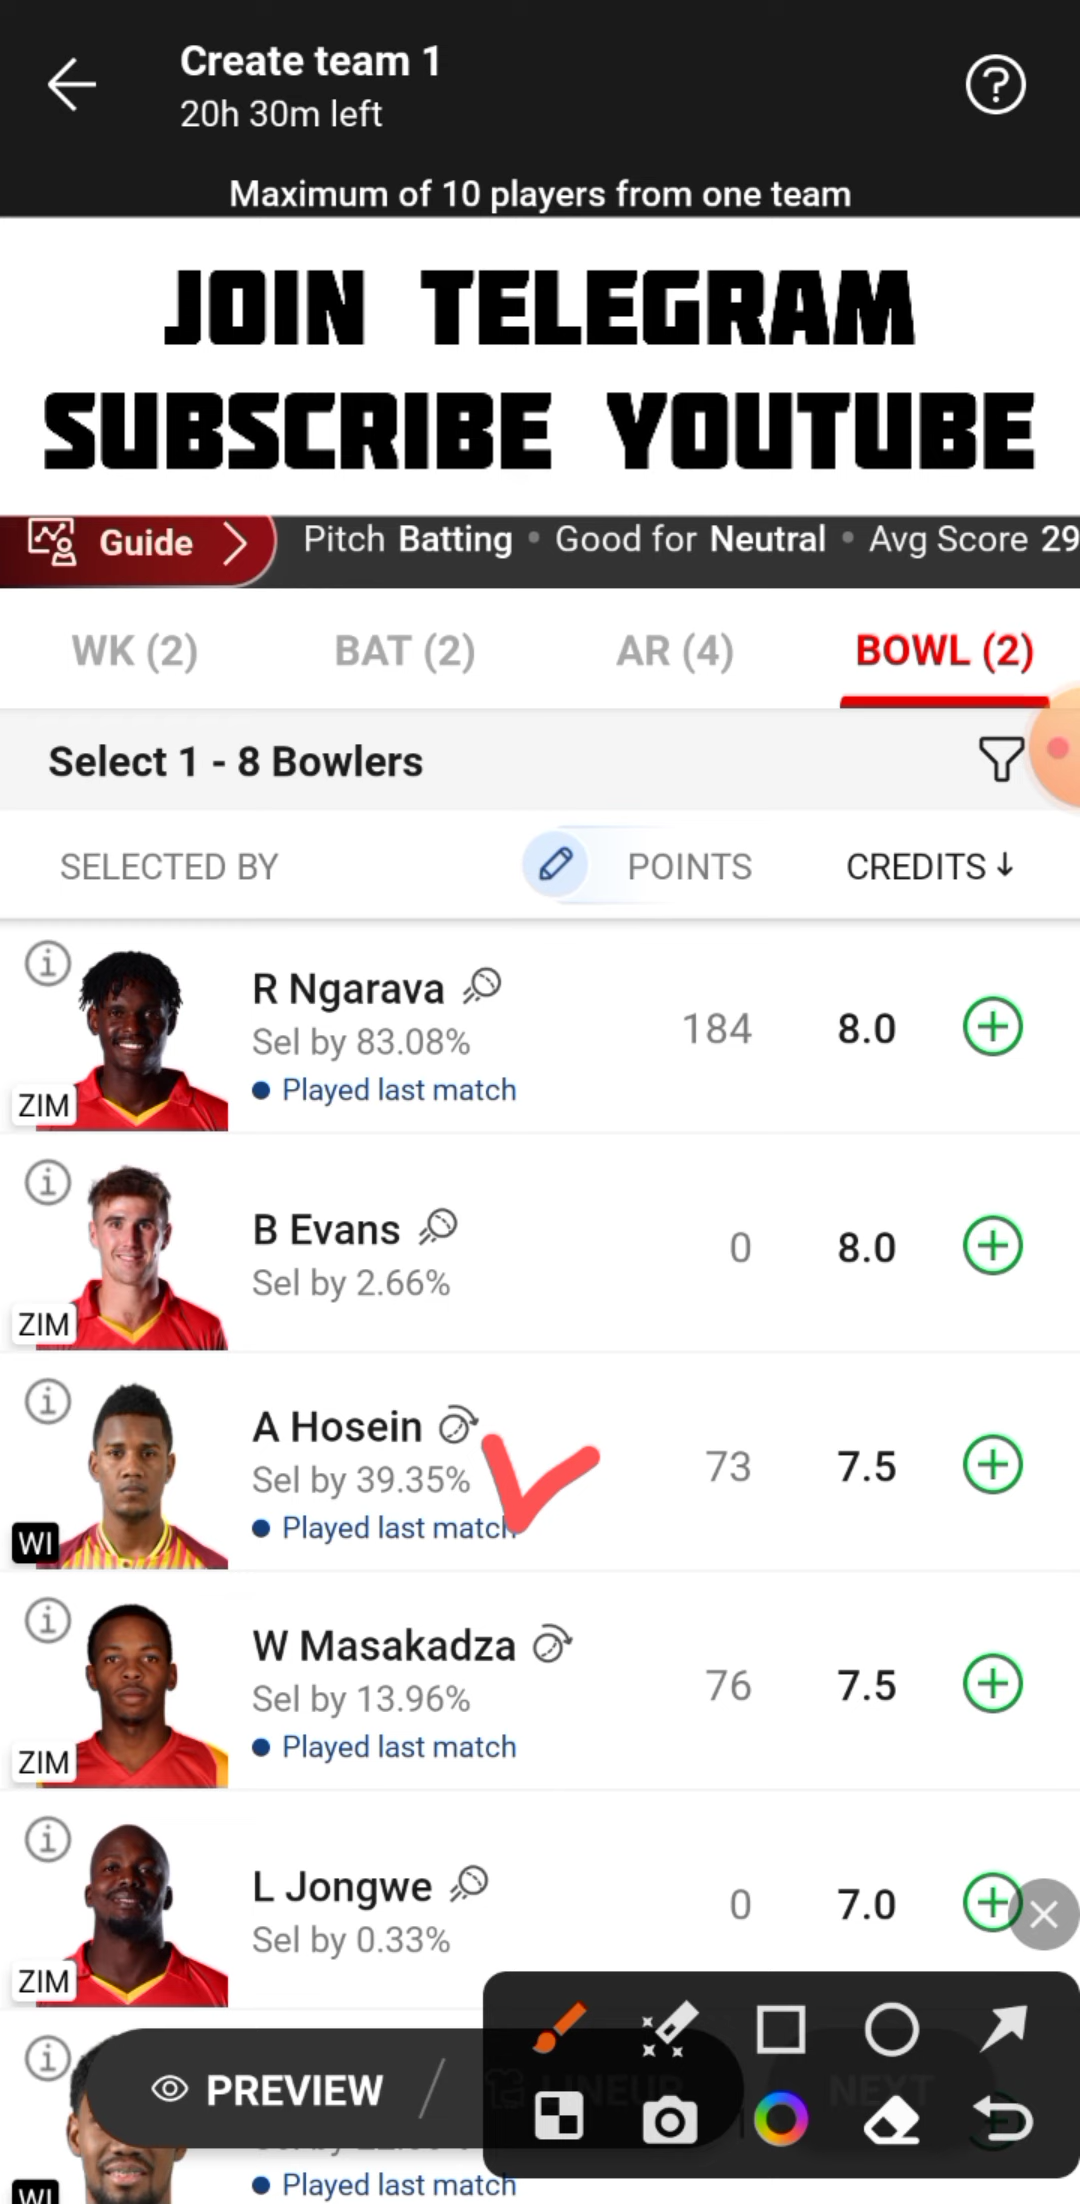 Create team 1
20h 30m left
Maximum of 10 players from one team
JOIN TELEGRAM
SUBSCRIBE YOUTUBE
Guide Pitch Batting • Good for Neutral • Avg Score 29
WK (2) BAT (2) AR (4) BOWL (2)
Select 1 - 8 Bowlers
SELECTED BY POINTS CREDITS ↓
R Ngarava
Sel by 83.08% 184 8.0
• Played last match
ZIM
B Evans
Sel by 2.66% 0 8.0
ZIM
A Hosein
Sel by 39.35% 73 7.5
• Played last match
WI
W Masakadza
Sel by 13.96% 76 7.5
• Played last match
ZIM
L Jongwe
Sel by 0.33% 0 7.0
ZIM
PREVIEW / LINEUP NEXT
• Played last match
WI